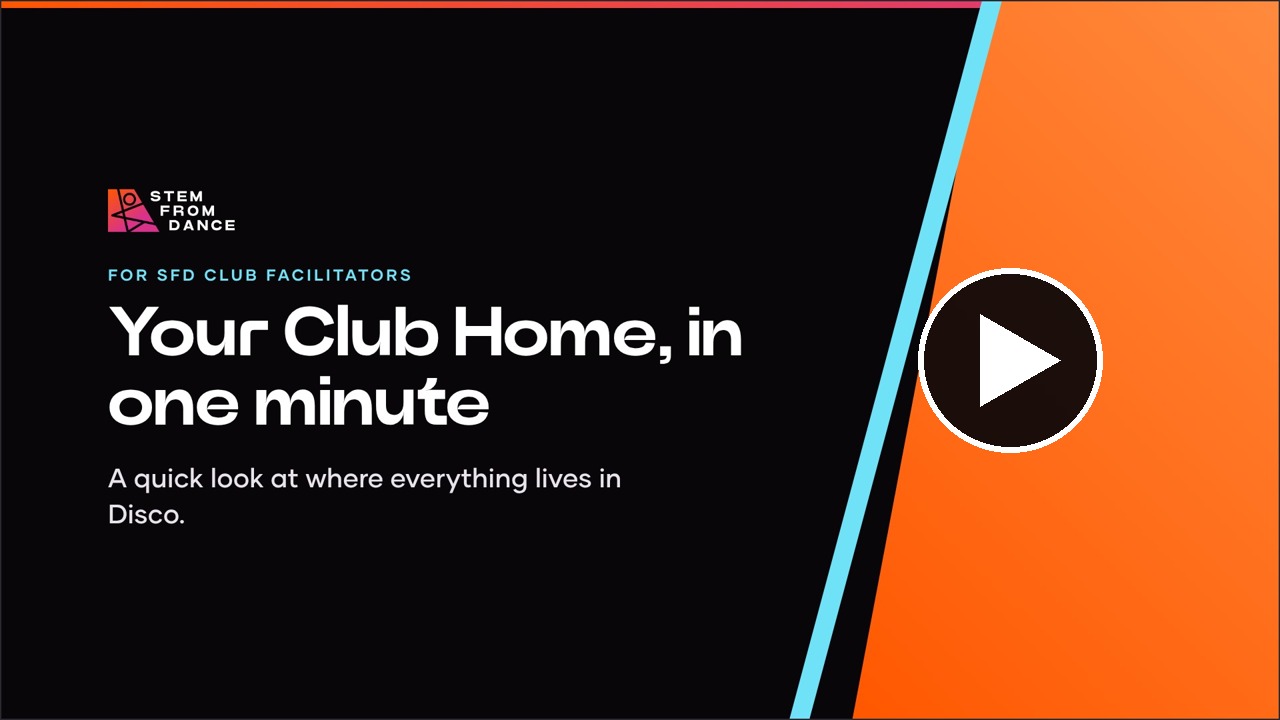 STEM
FROM
DANCE
FOR SFD CLUB FACILITATORS
Your Club Home, in
one minute
A quick look at where everything lives in
Disco.